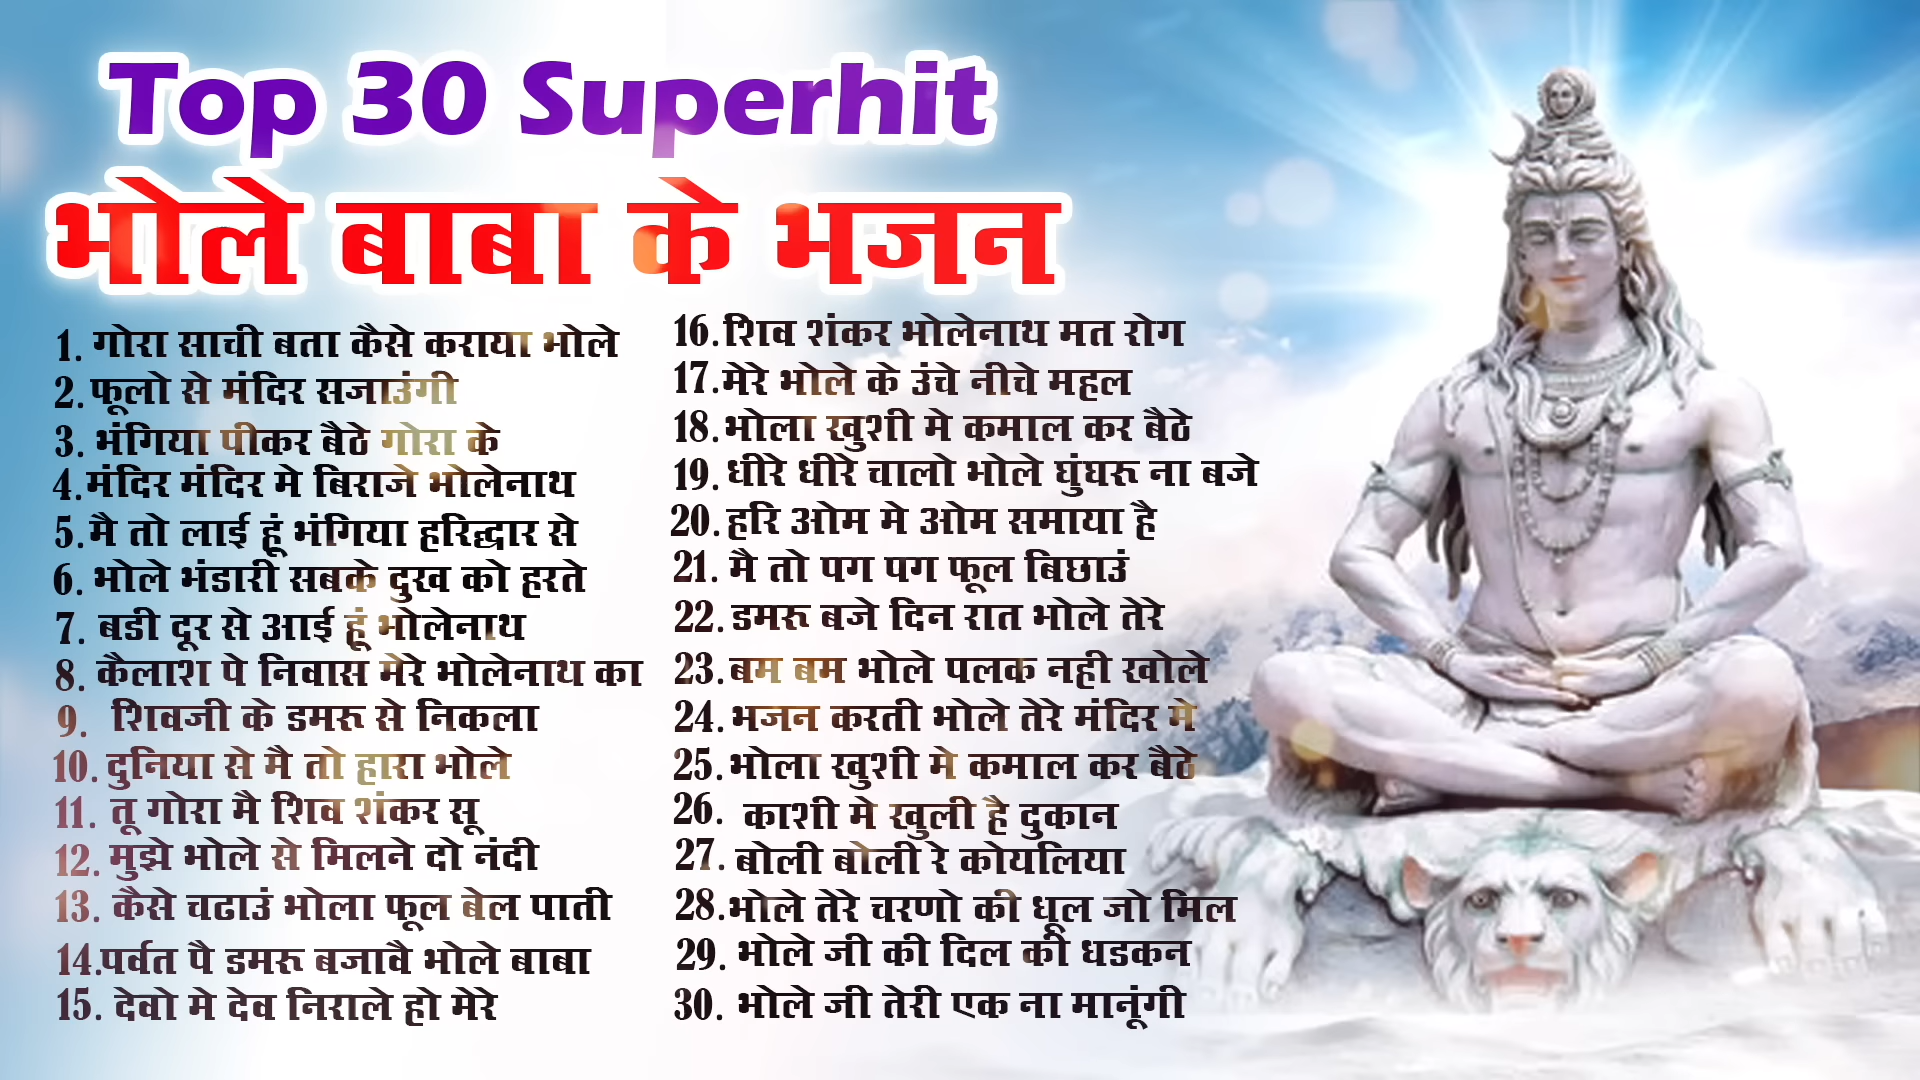 Top 30 Superhit
भोले बाबा के भजन
1. गोरा साची बता कैसे कराया भोले
2. फूलो से मंदिर सजाउंगी
3. भंगिया पीकर बैठे गोरा के
4. मंदिर मंदिर मे बिराजे भोलेनाथ
5. मै तो लाई हूं भंगिया हरिद्वार से
6. भोले भंडारी सबके दुख को हरते
7. बडी दूर से आई हूं भोलेनाथ
8. कैलाश पे निवास मेरे भोलेनाथ का
9. शिवजी के डमरू से निकला
10. दुनिया से मै तो हारा भोले
11. तू गोरा मै शिव शंकर सू
12. मुझे भोले से मिलने दो नंदी
13. कैसे चढाउं भोला फूल बेल पाती
14. पर्वत पै डमरू बजावै भोले बाबा
15. देवो मे देव निराले हो मेरे
16. शिव शंकर भोलेनाथ मत रोग
17. मेरे भोले के उंचे नीचे महल
18. भोला खुशी मे कमाल कर बैठे
19. धीरे धीरे चालो भोले घुंघरू ना बजे
20. हरि ओम मे ओम समाया है
21. मै तो पग पग फूल बिछाउं
22. डमरू बजे दिन रात भोले तेरे
23. बम बम भोले पलक नही खोले
24. भजन करती भोले तेरे मंदिर मे
25. भोला खुशी मे कमाल कर बैठे
26. काशी मे खुली है दुकान
27. बोली बोली रे कोयलिया
28. भोले तेरे चरणो की धूल जो मिल
29. भोले जी की दिल की धडकन
30. भोले जी तेरी एक ना मानूंगी